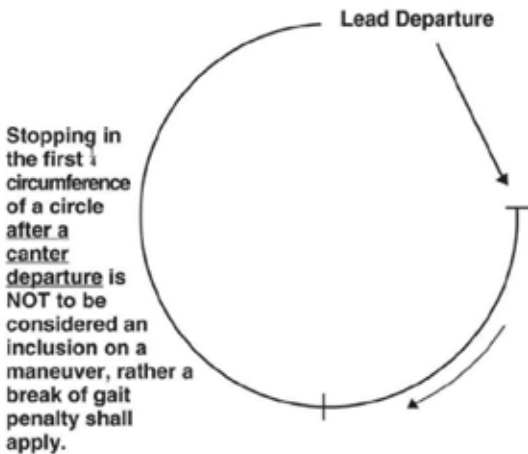 Lead Departure
Stopping in
the first
circumference
of a circle
after a
canter
departure is
NOT to be
considered an
inclusion on a
maneuver, rather a
break of gait
penalty shall
apply.